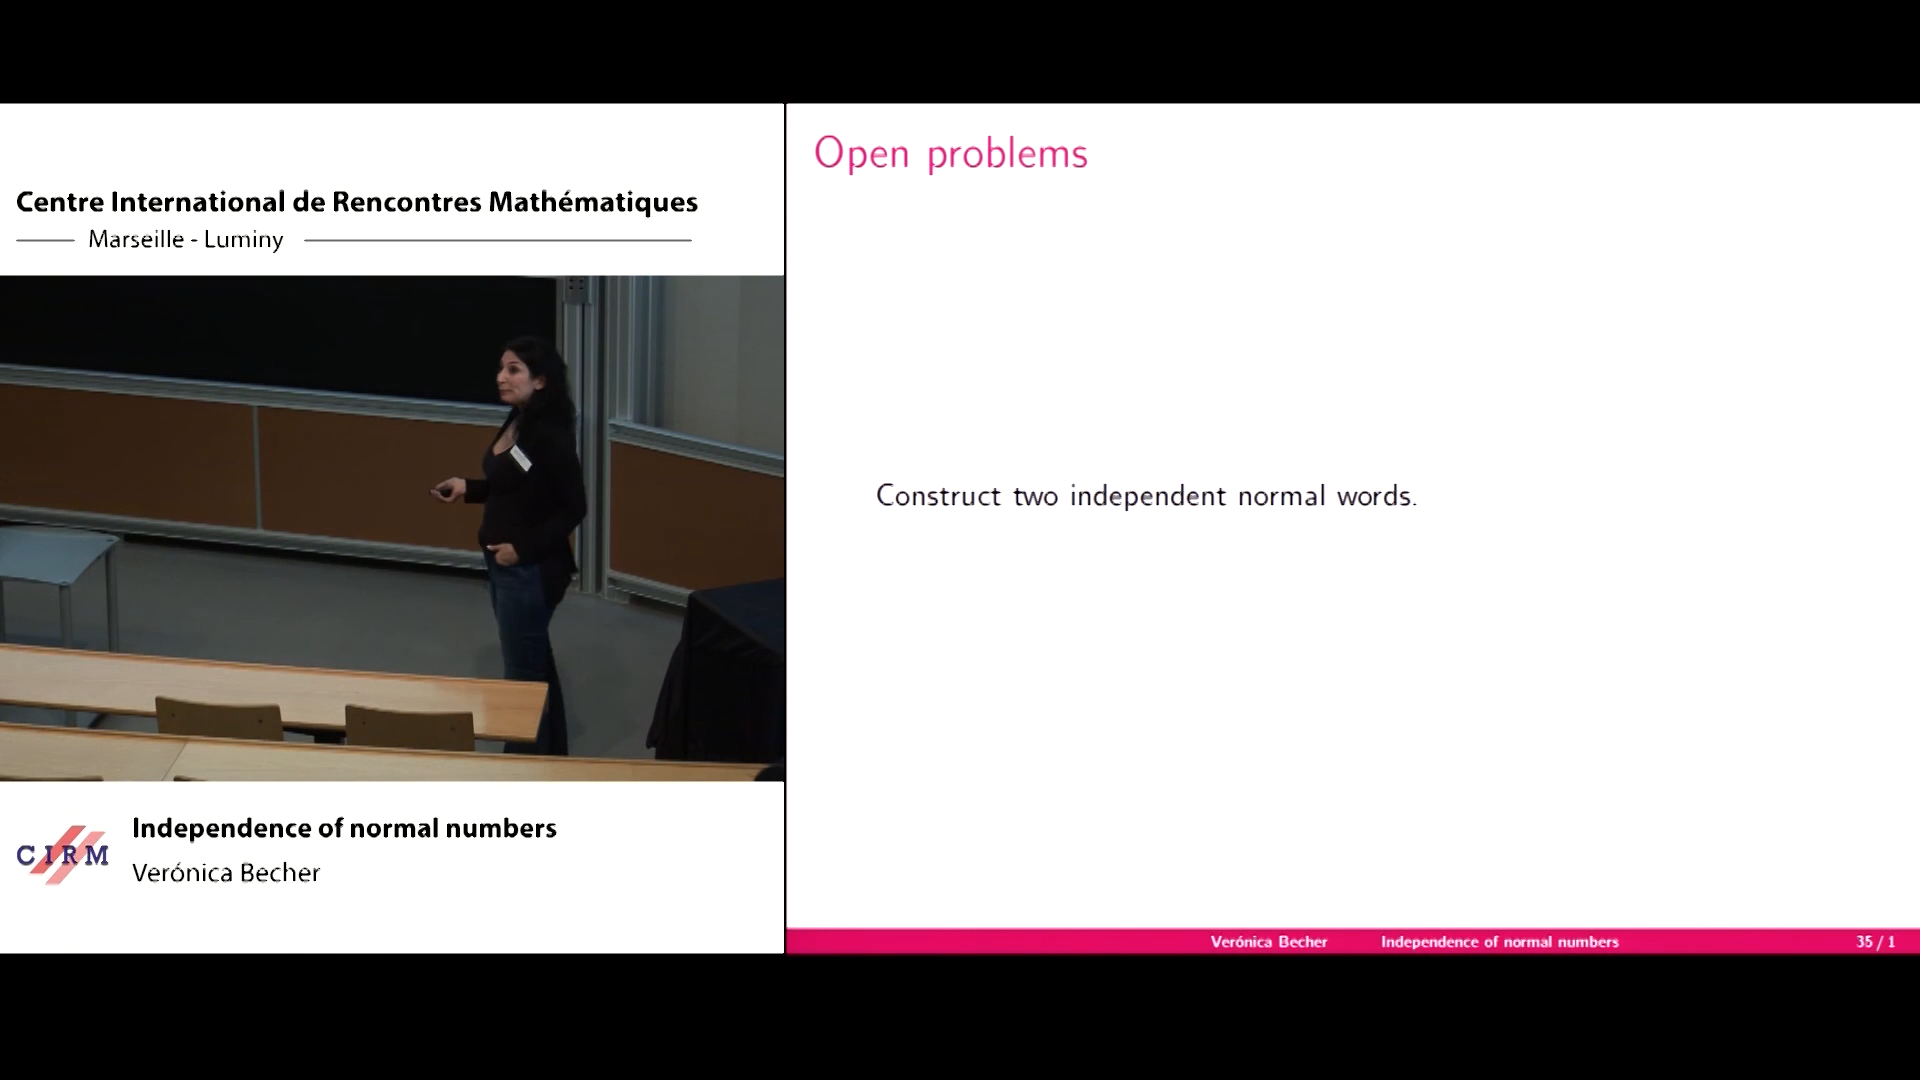 Centre International de Rencontres Mathématiques
Marseille - Luminy
CIRM
Independence of normal numbers
Verónica Becher
Open problems
Construct two independent normal words.
Verónica Becher Independence of normal numbers 35 / 1